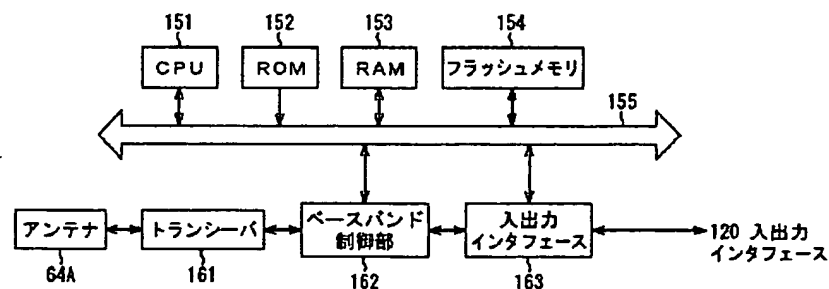 151
152
153
154
CPU
ROM
RAM
フラッシュメモリ
155
アンテナ
トランシーバ
ベースバンド
制御部
入出力
インタフェース
120 入出力
インタフェース
64A
161
162
163